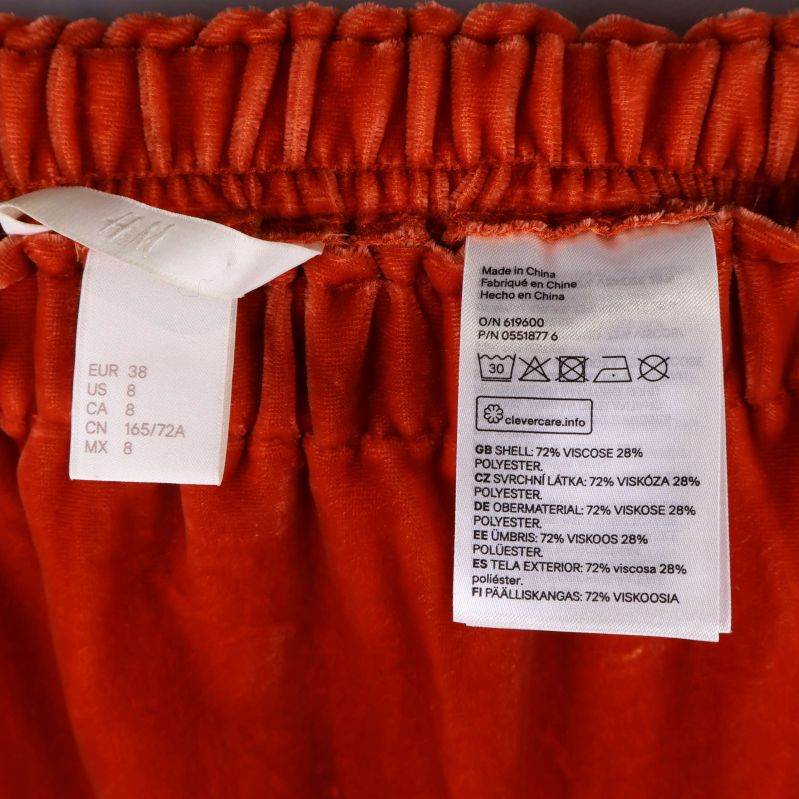 H&M
EUR 38
US 8
CA 8
CN 165/72A
MX 8
Made in China
Fabriqué en Chine
Hecho en China
O/N 619600
P/N 0551877 6
30
clevercare.info
GB SHELL: 72% VISCOSE 28%
POLYESTER.
CZ SVRCHNÍ LÁTKA: 72% VISKÓZA 28%
POLYESTER.
DE OBERMATERIAL: 72% VISKOSE 28%
POLYESTER.
EE ÜMBRIS: 72% VISKOOS 28%
POLÜESTER.
ES TELA EXTERIOR: 72% viscosa 28%
poliéster.
FI PÄÄLLISKANGAS: 72% VISKOOSIA